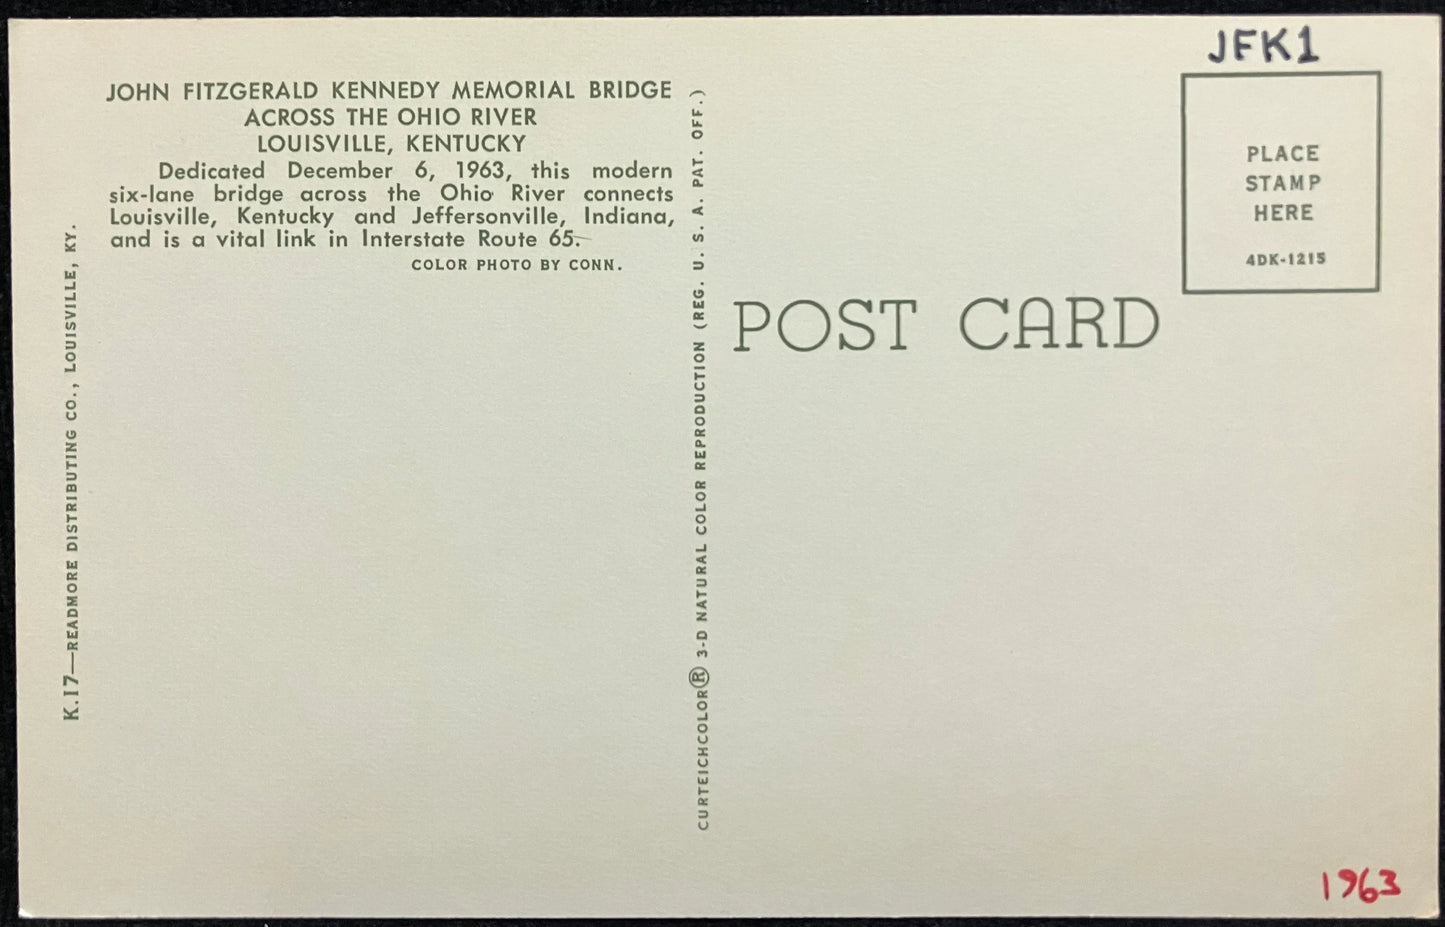 JFK1
JOHN FITZGERALD KENNEDY MEMORIAL BRIDGE
ACROSS THE OHIO RIVER
LOUISVILLE, KENTUCKY
Dedicated December 6, 1963, this modern
six-lane bridge across the Ohio River connects
Louisville, Kentucky and Jeffersonville, Indiana,
and is a vital link in Interstate Route 65.
COLOR PHOTO BY CONN.
K.17—READMORE DISTRIBUTING CO., LOUISVILLE, KY.
CURTEICHCOLOR® 3-D NATURAL COLOR REPRODUCTION (REG. U. S. A. PAT. OFF.)
POST CARD
PLACE
STAMP
HERE
4DK-1215
1963